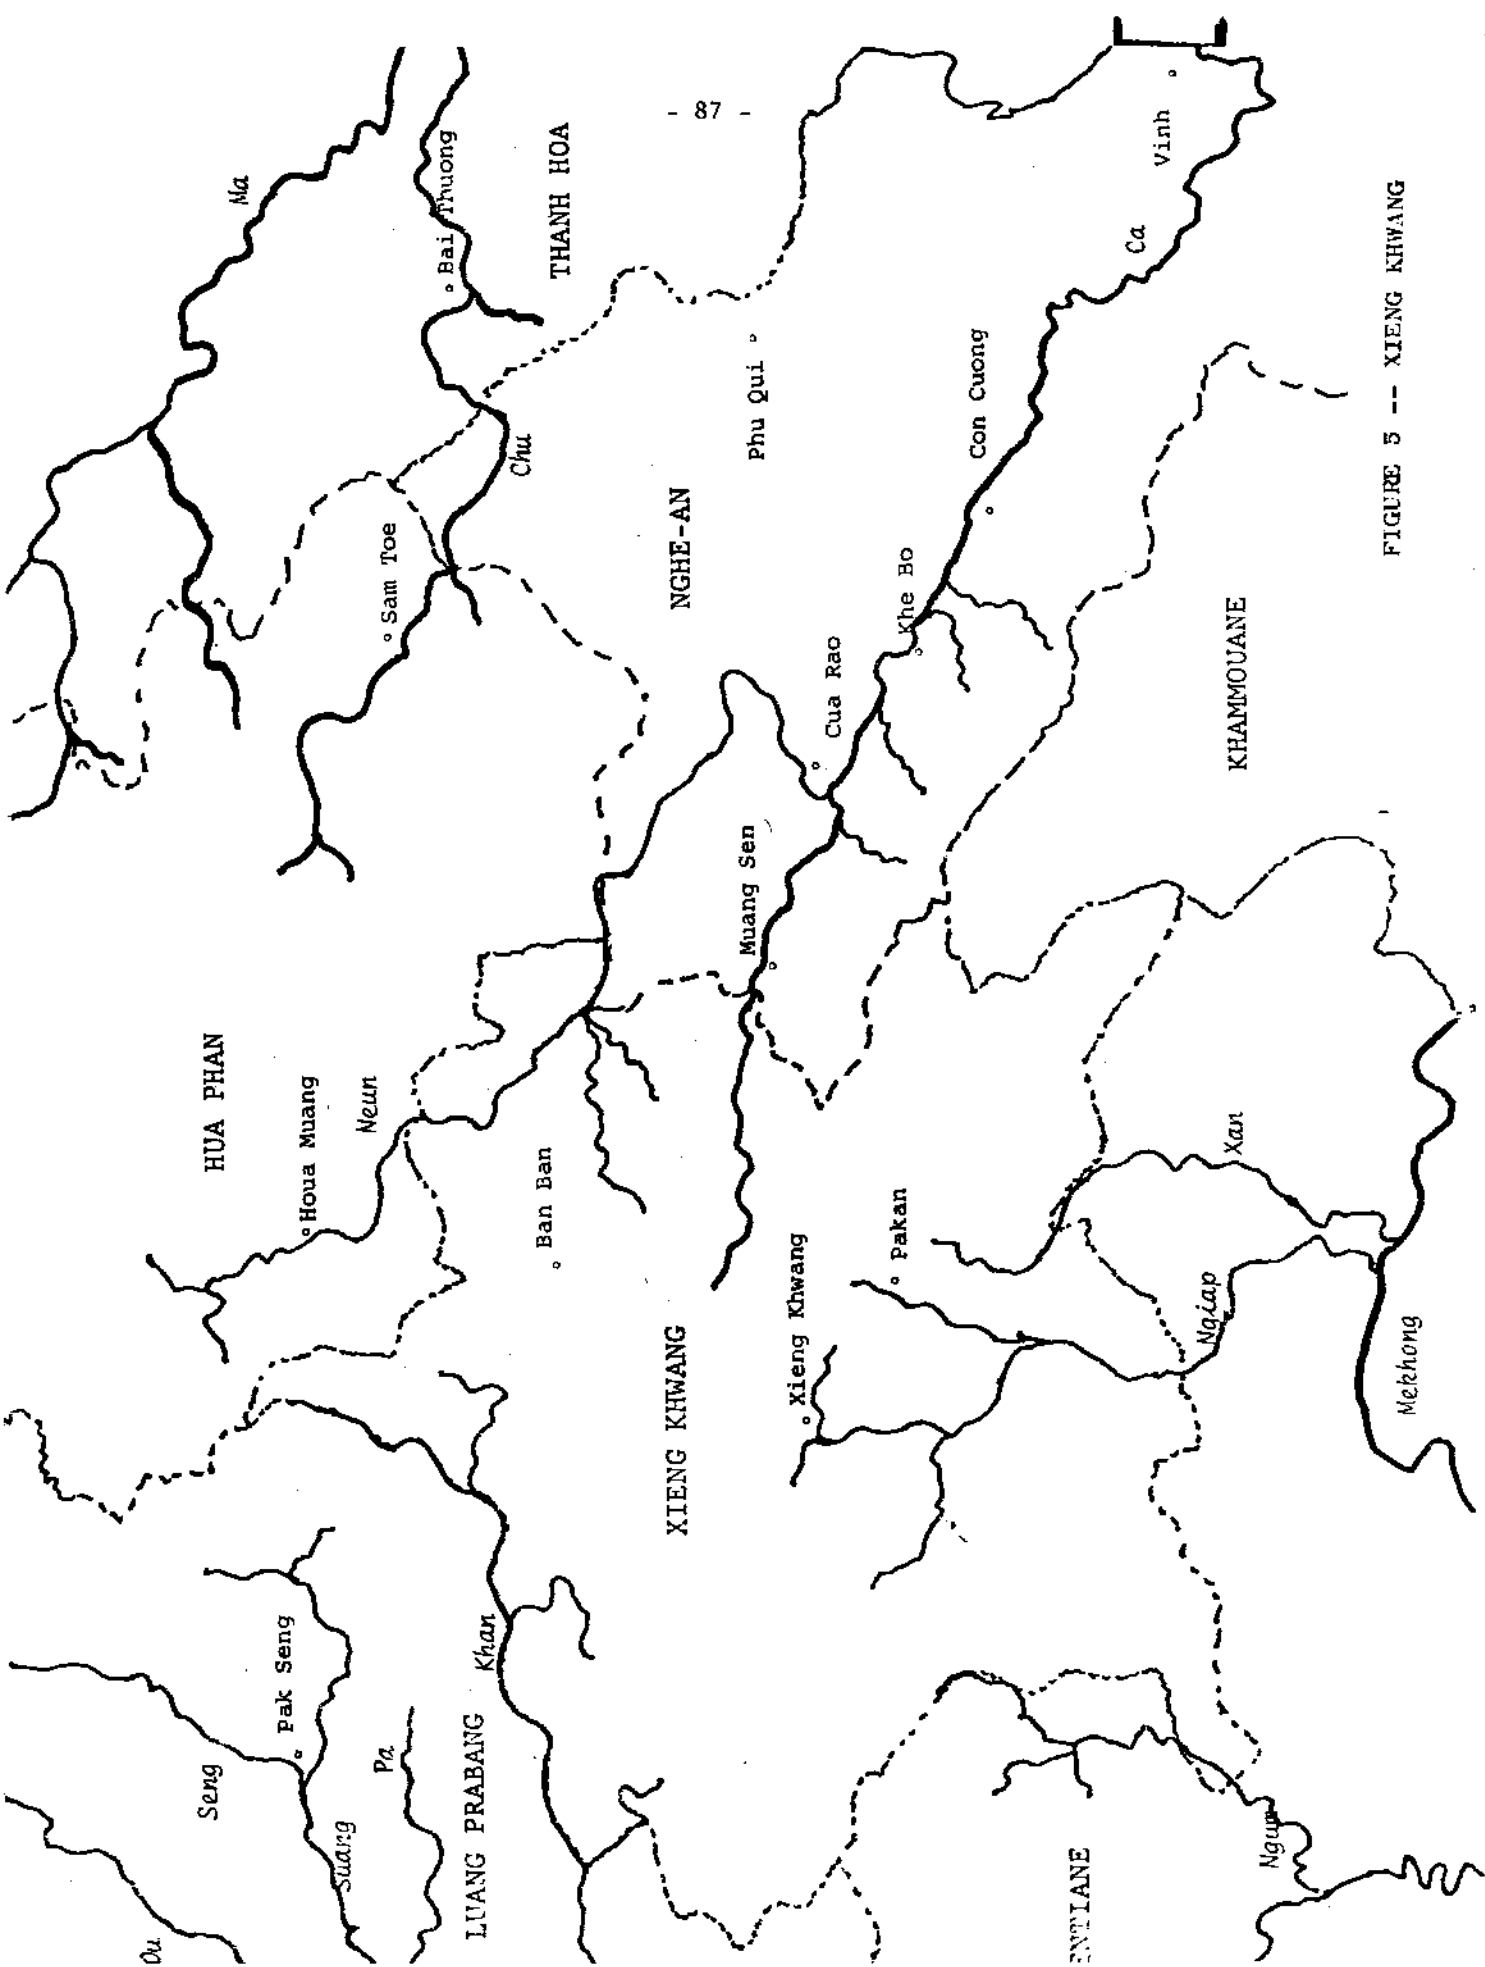 - 87 -
Ma
Bai Thuong
THANH HOA
Vinh
Ca
Chu
Sam Toe
Phu Qui
Con Cuong
NGHE-AN
Khe Bo
Cua Rao
KHAMMOUANE
Muang Sen
HUA PHAN
Houa Muang
Neun
Ban Ban
Xan
Pakan
Xieng Khwang
Ngiap
XIENG KHWANG
Mekhong
Pak Seng
Khan
Seng
Pa
Suang
LUANG PRABANG
Ou
ENTIANE
Ngum
FIGURE 5 -- XIENG KHWANG